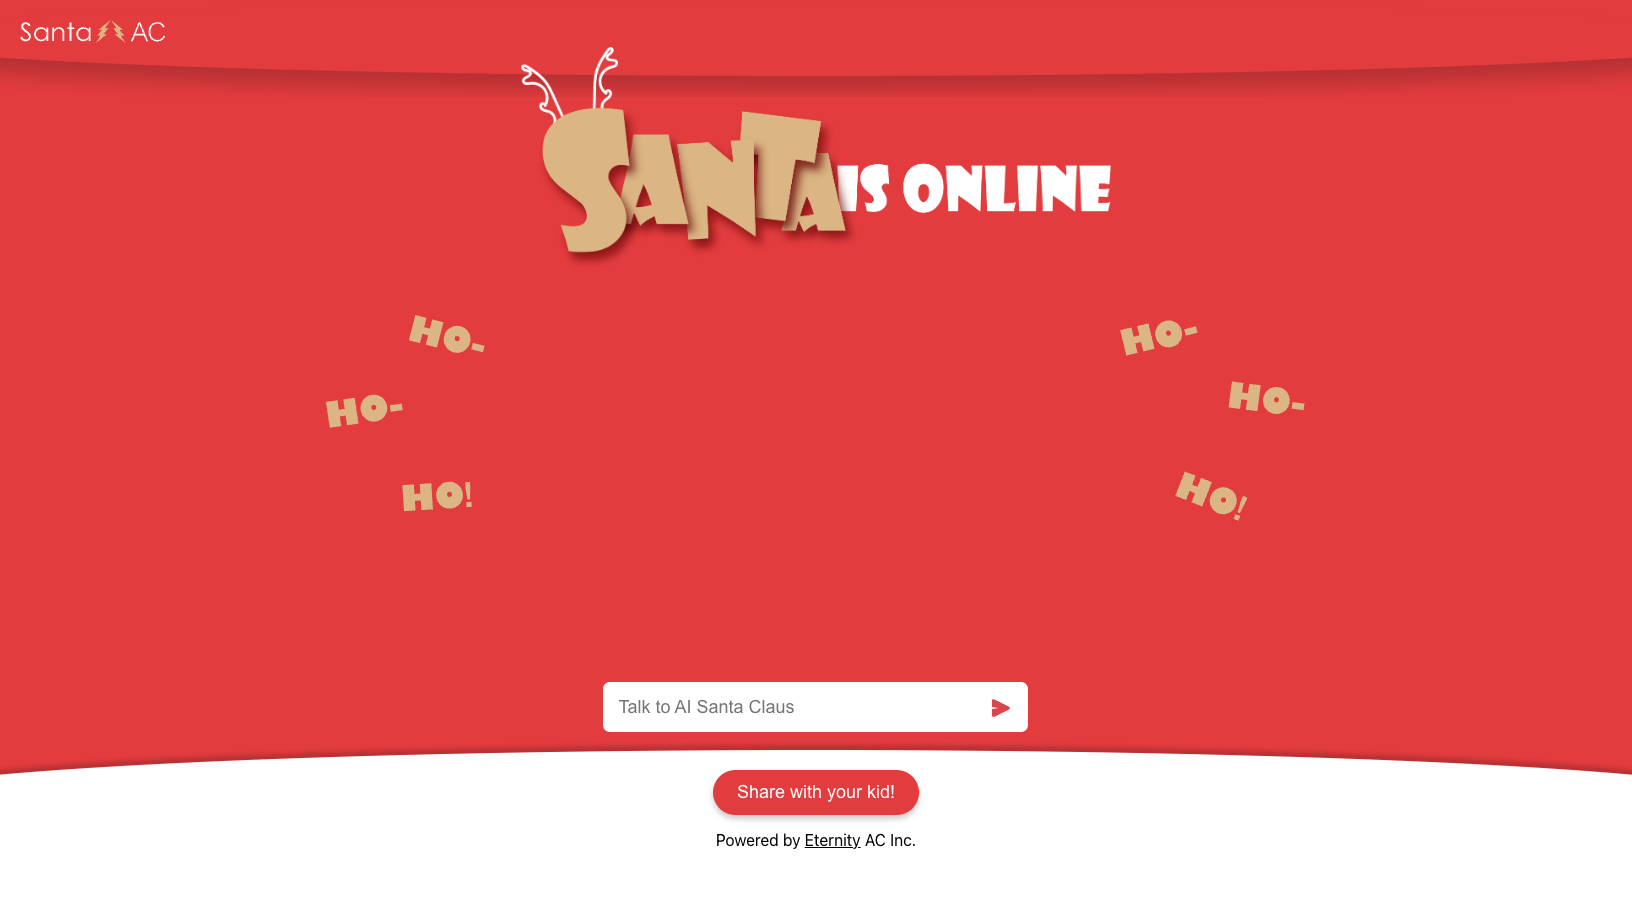 Santa AC
SANTA IS ONLINE
HO-
HO-
HO!
HO-
HO-
HO!
Talk to AI Santa Claus
Share with your kid!
Powered by Eternity AC Inc.